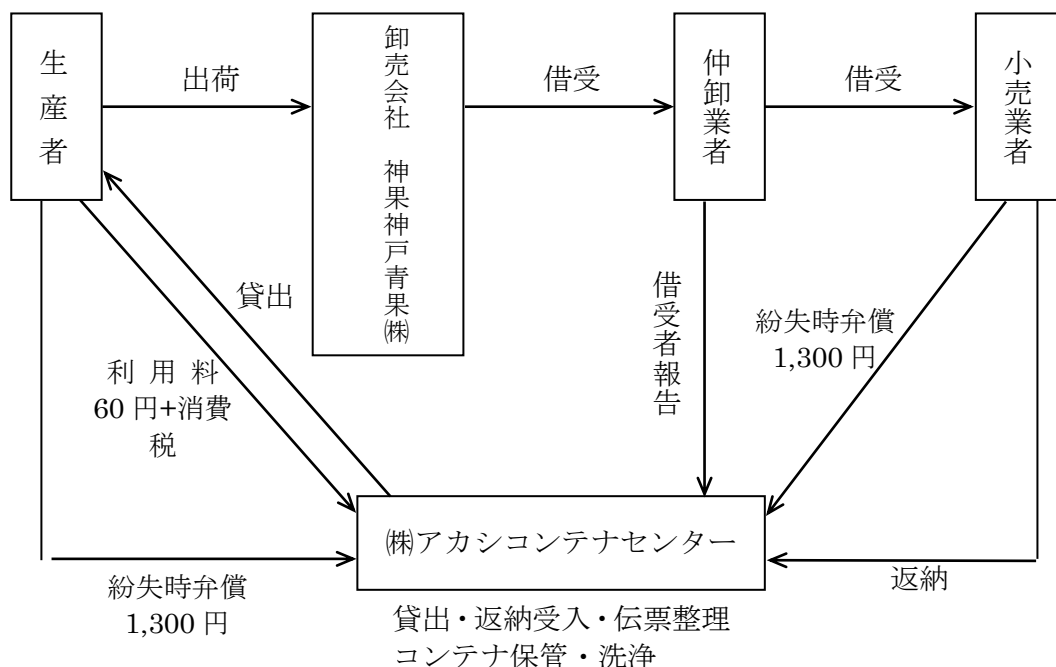 生産者
出荷
卸売会社 神果神戸青果㈱
借受
仲卸業者
借受
小売業者
貸出
利用料
60円+消費
税
借受者報告
紛失時弁償
1,300円
㈱アカシコンテナセンター
紛失時弁償
1,300円
返納
貸出・返納受入・伝票整理
コンテナ保管・洗浄